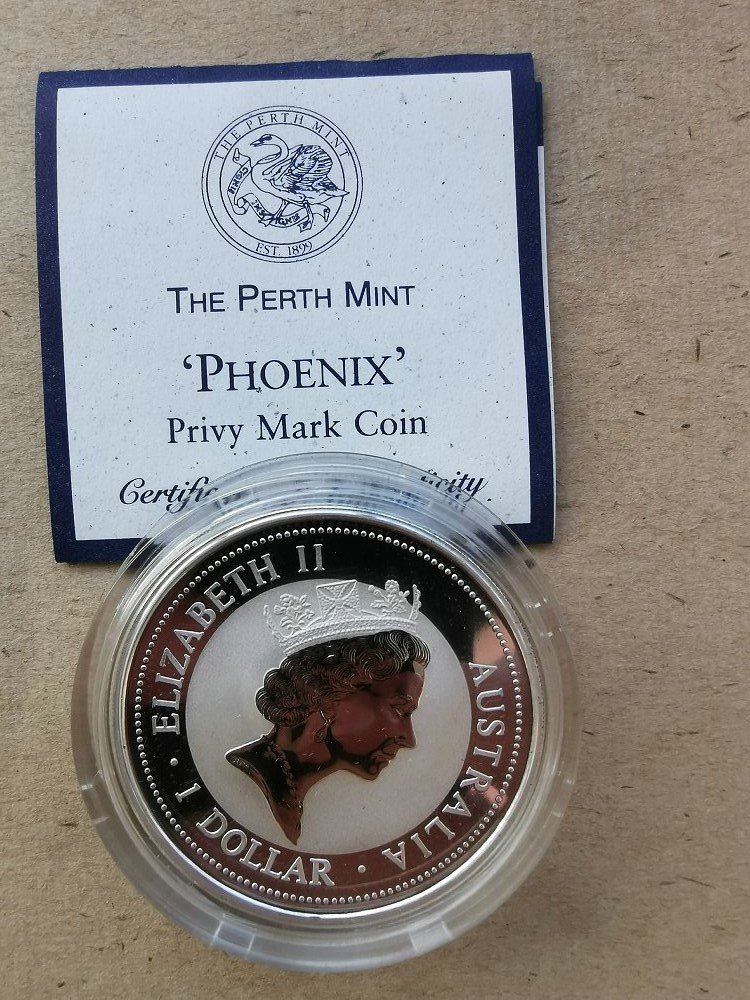 THE PERTH MINT
EST. 1899
THE PERTH MINT
‘PHOENIX’
Privy Mark Coin
ELIZABETH II
AUSTRALIA
· 1 DOLLAR ·